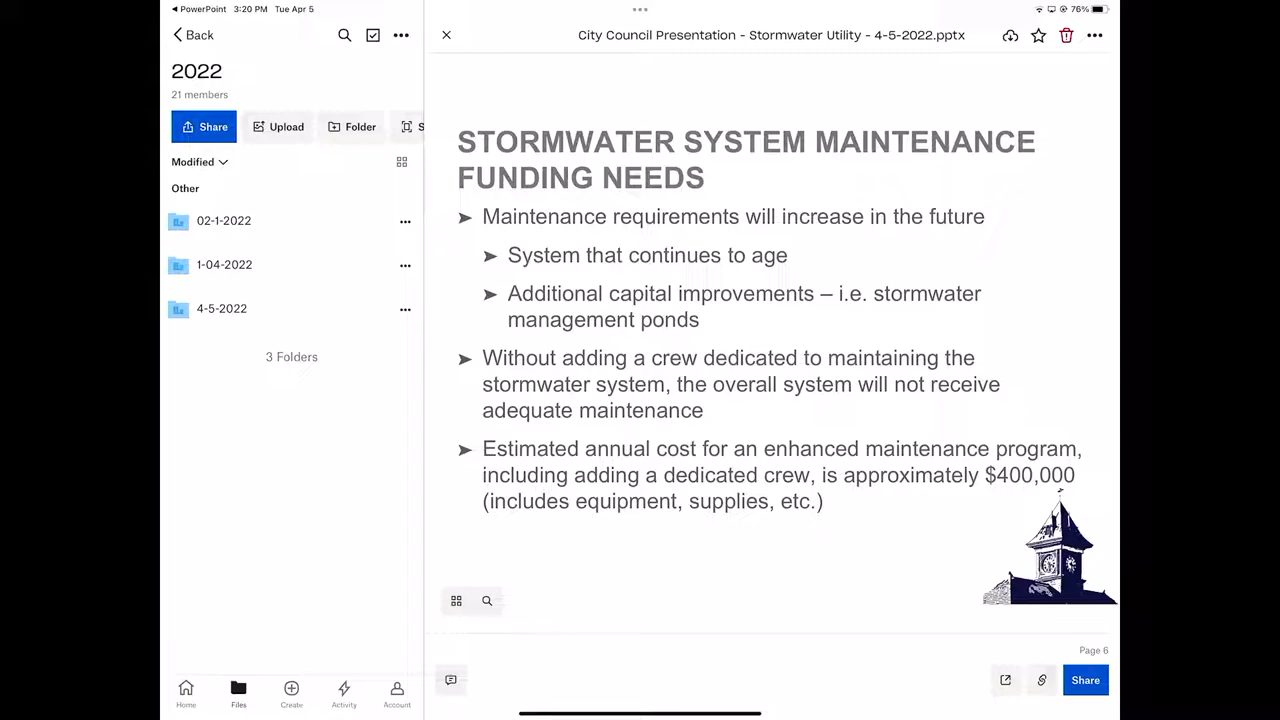 PowerPoint 3:20 PM Tue Apr 5
76%
Back
2022
21 members
Share
Upload
Folder
S
Modified
Other
02-1-2022
1-04-2022
4-5-2022
3 Folders
Home
Files
Create
Activity
Account
City Council Presentation - Stormwater Utility - 4-5-2022.pptx
STORMWATER SYSTEM MAINTENANCE
FUNDING NEEDS
➤ Maintenance requirements will increase in the future
➤ System that continues to age
➤ Additional capital improvements – i.e. stormwater
management ponds
➤ Without adding a crew dedicated to maintaining the
stormwater system, the overall system will not receive
adequate maintenance
➤ Estimated annual cost for an enhanced maintenance program,
including adding a dedicated crew, is approximately $400,000
(includes equipment, supplies, etc.)
Page 6
Share